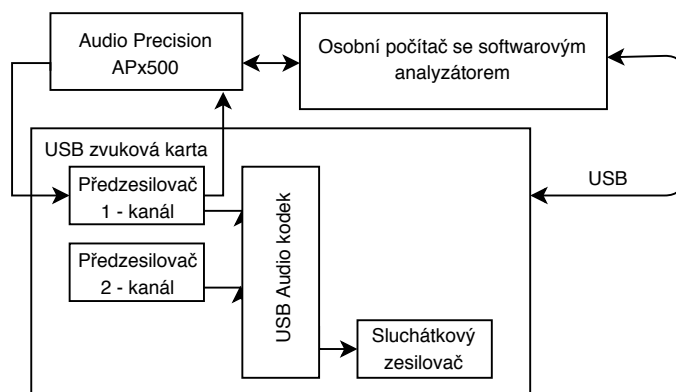 Audio Precision
APx500
Osobní počítač se softwarovým
analyzátorem
USB zvuková karta
Předzesilovač
1 - kanál
USB
Předzesilovač
2 - kanál
USB Audio kodek
Sluchátkový
zesilovač